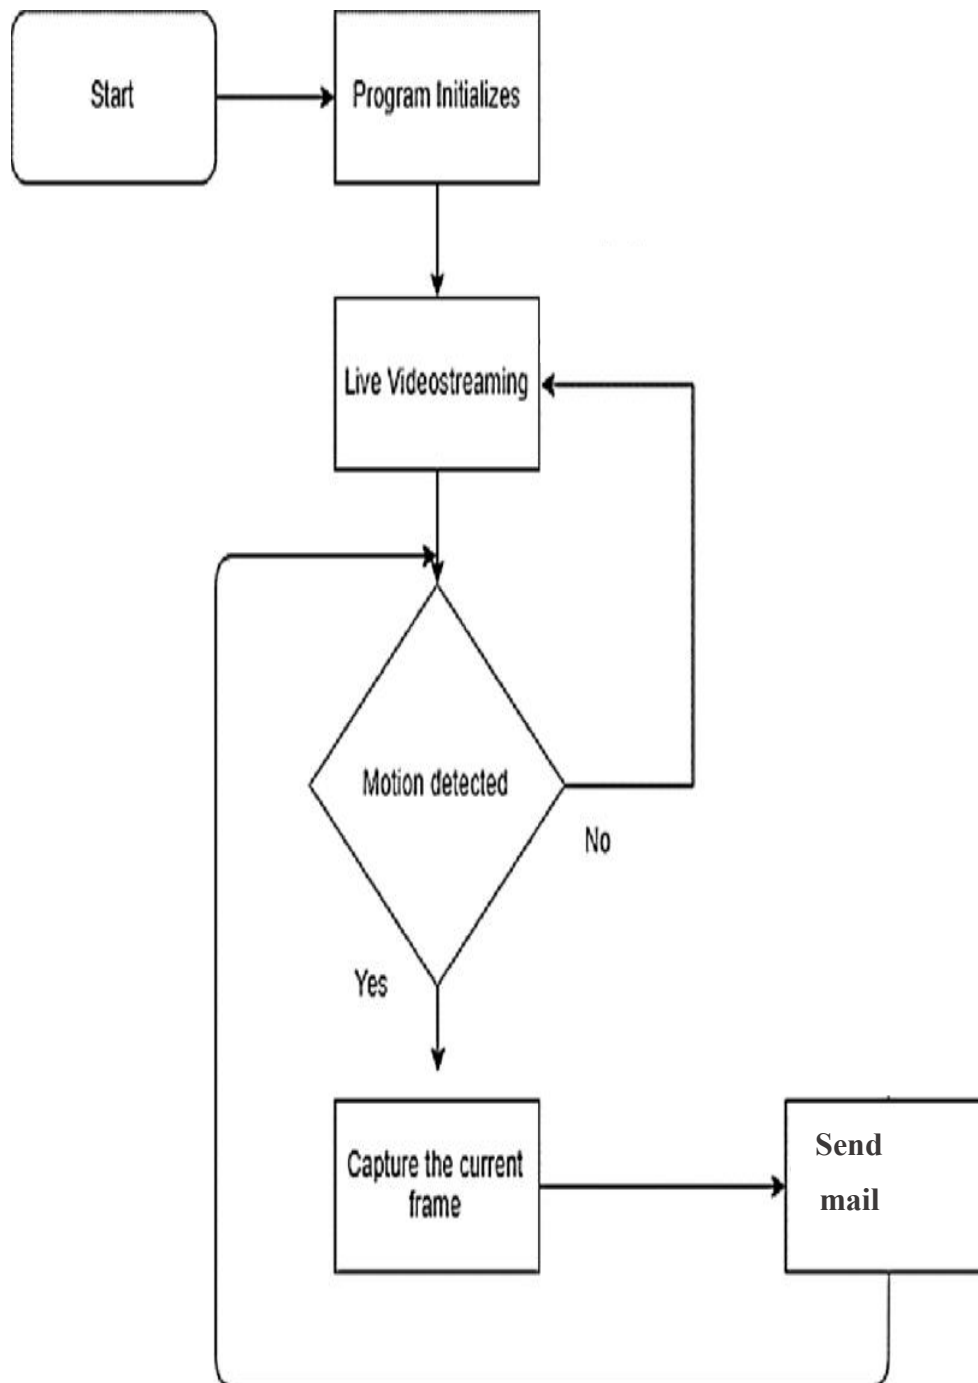 Start
Program Initializes
Live Videostreaming
Motion detected
No
Yes
Capture the current
frame
Send
mail